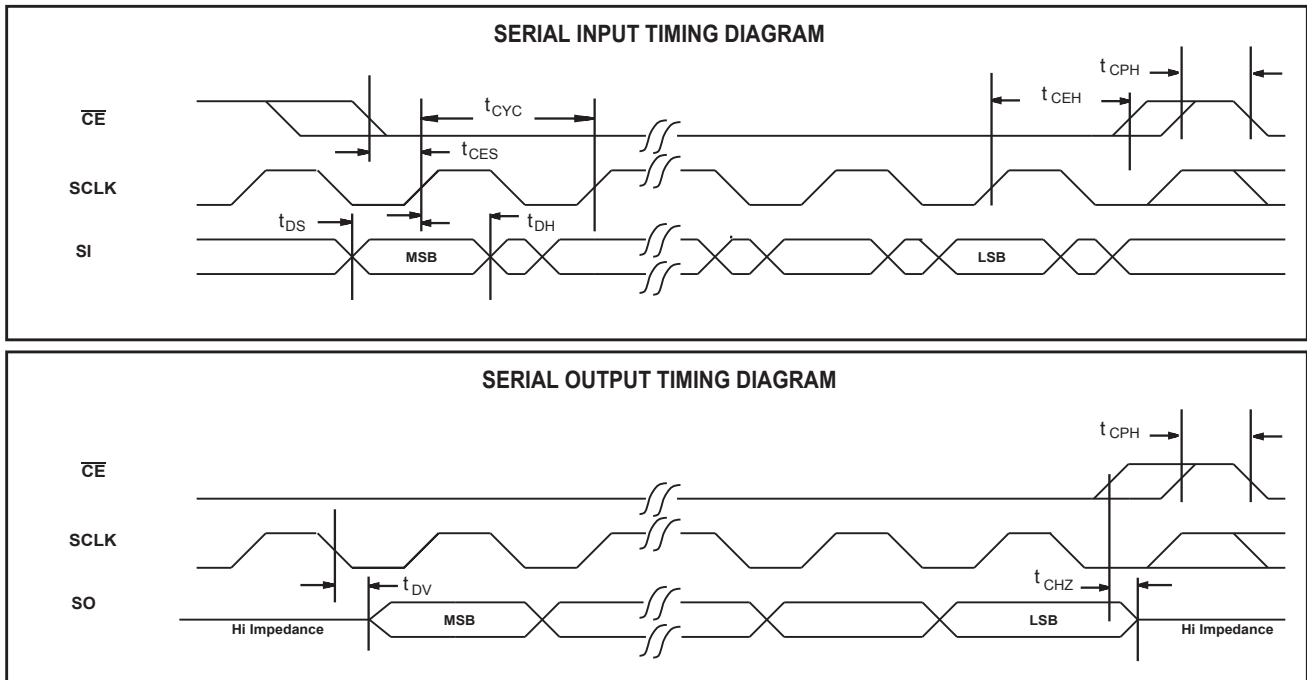 SERIAL INPUT TIMING DIAGRAM
t CPH
t CEH
t CYC
CE
t CES
SCLK
t DS
t DH
SI
MSB
LSB
SERIAL OUTPUT TIMING DIAGRAM
t CPH
CE
SCLK
t DV
t CHZ
SO
MSB
LSB
Hi Impedance
Hi Impedance